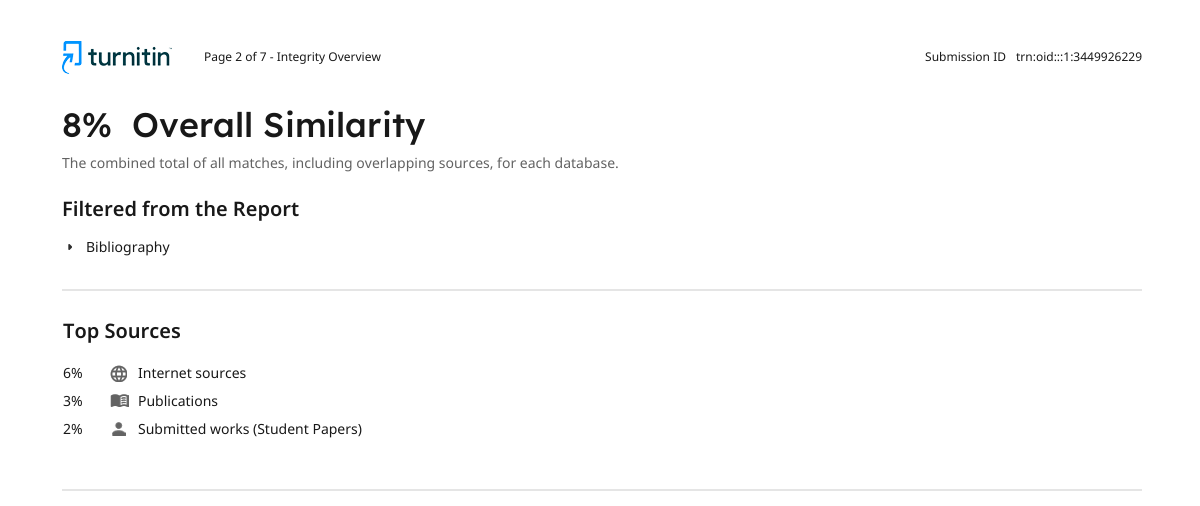 turnitin Page 2 of 7 - Integrity Overview Submission ID trn:oid:::1:3449926229
8% Overall Similarity
The combined total of all matches, including overlapping sources, for each database.
Filtered from the Report
Bibliography
Top Sources
6% Internet sources
3% Publications
2% Submitted works (Student Papers)